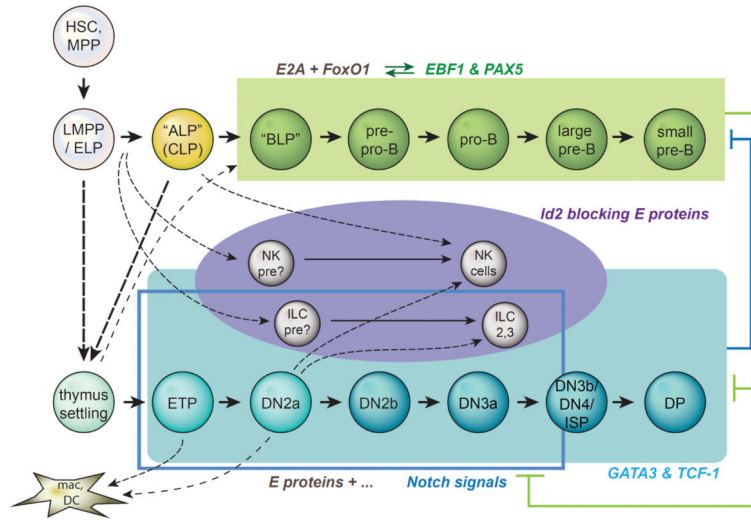 HSC,
MPP
E2A + FoxO1
EBF1 & PAX5
LMPP
/ ELP
“ALP”
(CLP)
“BLP”
pre-
pro-B
pro-B
large
pre-B
small
pre-B
Id2 blocking E proteins
NK
pre?
NK
cells
ILC
pre?
ILC
2,3
thymus
settling
ETP
DN2a
DN2b
DN3a
DN3b/
DN4/
ISP
DP
mac,
DC
E proteins + ...
Notch signals
GATA3 & TCF-1